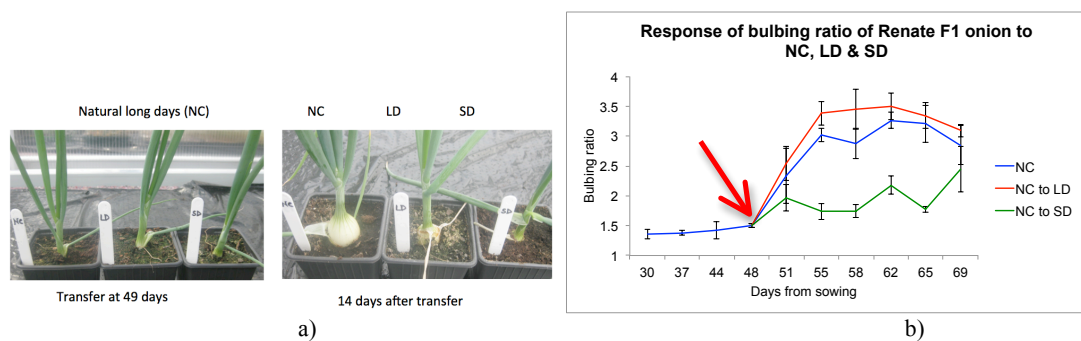 Natural long days (NC)
NC LD SD
NC
LD
SD
NC
LD
SD
Transfer at 49 days
14 days after transfer
a)
Response of bulbing ratio of Renate F1 onion to
NC, LD & SD
Bulbing ratio
4
3.5
3
2.5
2
1.5
1
30 37 44 48 51 55 58 62 65 69
Days from sowing
NC
NC to LD
NC to SD
b)